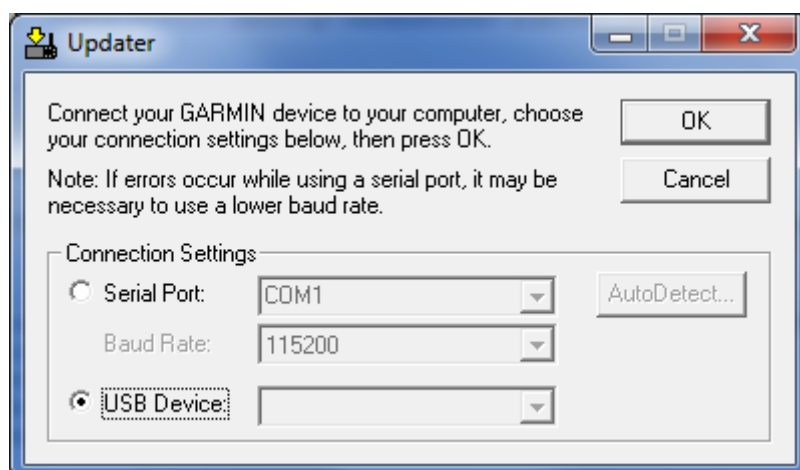 Updater
Connect your GARMIN device to your computer, choose
your connection settings below, then press OK.
OK
Note: If errors occur while using a serial port, it may be
necessary to use a lower baud rate.
Cancel
Connection Settings
Serial Port:
COM1
AutoDetect...
Baud Rate:
115200
USB Device: